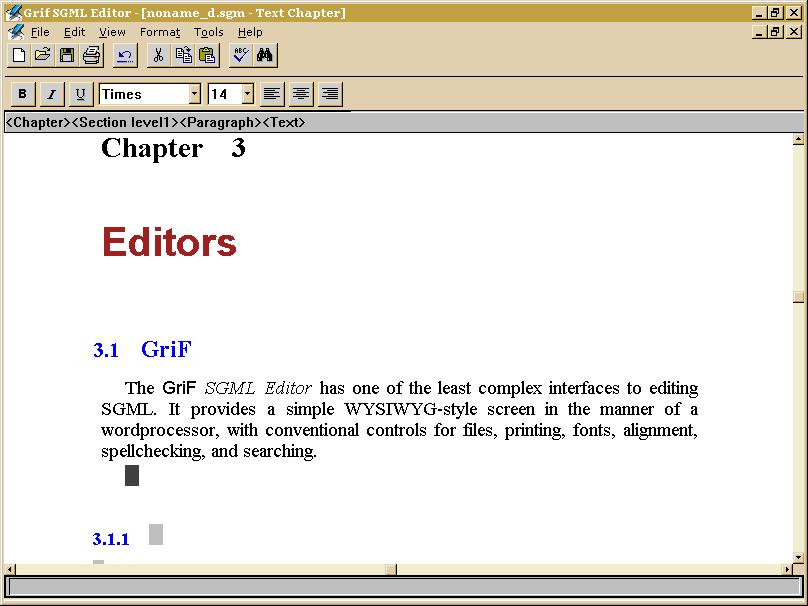 Grif SGML Editor - [noname_d.sgm - Text Chapter]
File Edit View Format Tools Help
ABC
B I U Times 14
<Chapter><Section level1><Paragraph><Text>
Chapter 3
Editors
3.1 GriF
The GriF SGML Editor has one of the least complex interfaces to editing
SGML. It provides a simple WYSIWYG-style screen in the manner of a
wordprocessor, with conventional controls for files, printing, fonts, alignment,
spellchecking, and searching.
3.1.1